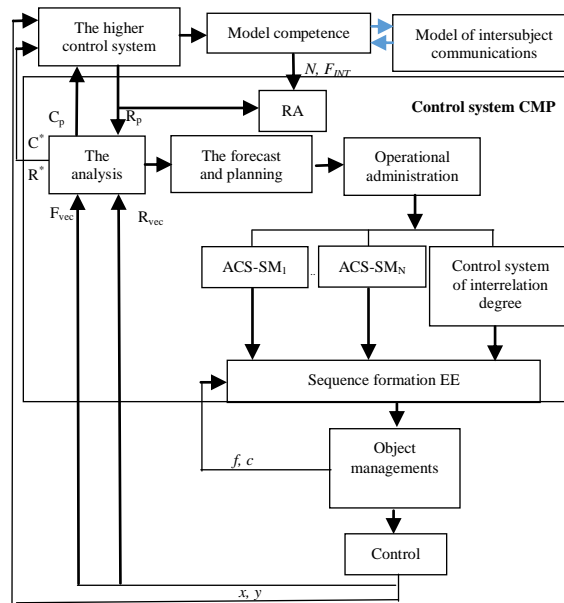 The higher
control system
Model competence
Model of intersubject
communications
N, F_INT
Control system CMP
RA
C_p
R_p
C*
R*
The
analysis
The forecast
and planning
Operational
administration
F_vec
R_vec
ACS-SM_1
..
ACS-SM_N
Control system
of interrelation
degree
Sequence formation EE
Object
managements
f, c
Control
x, y